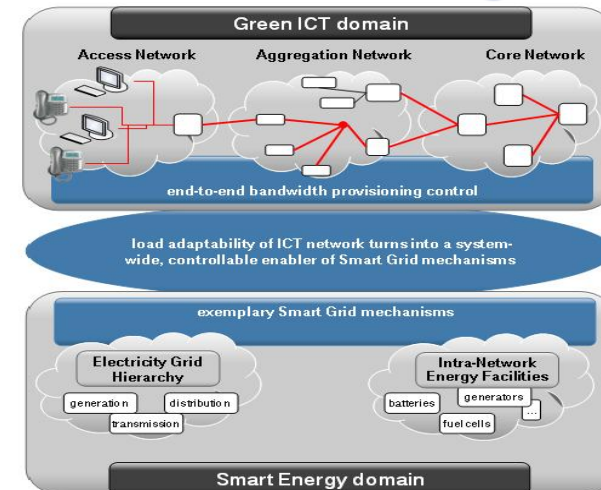 Green ICT domain
Access Network
Aggregation Network
Core Network
end-to-end bandwidth provisioning control
load adaptability of ICT network turns into a system-
wide, controllable enabler of Smart Grid mechanisms
exemplary Smart Grid mechanisms
Electricity Grid
Hierarchy
generation
distribution
transmission
Intra-Network
Energy Facilities
batteries
generators
...
fuel cells
Smart Energy domain